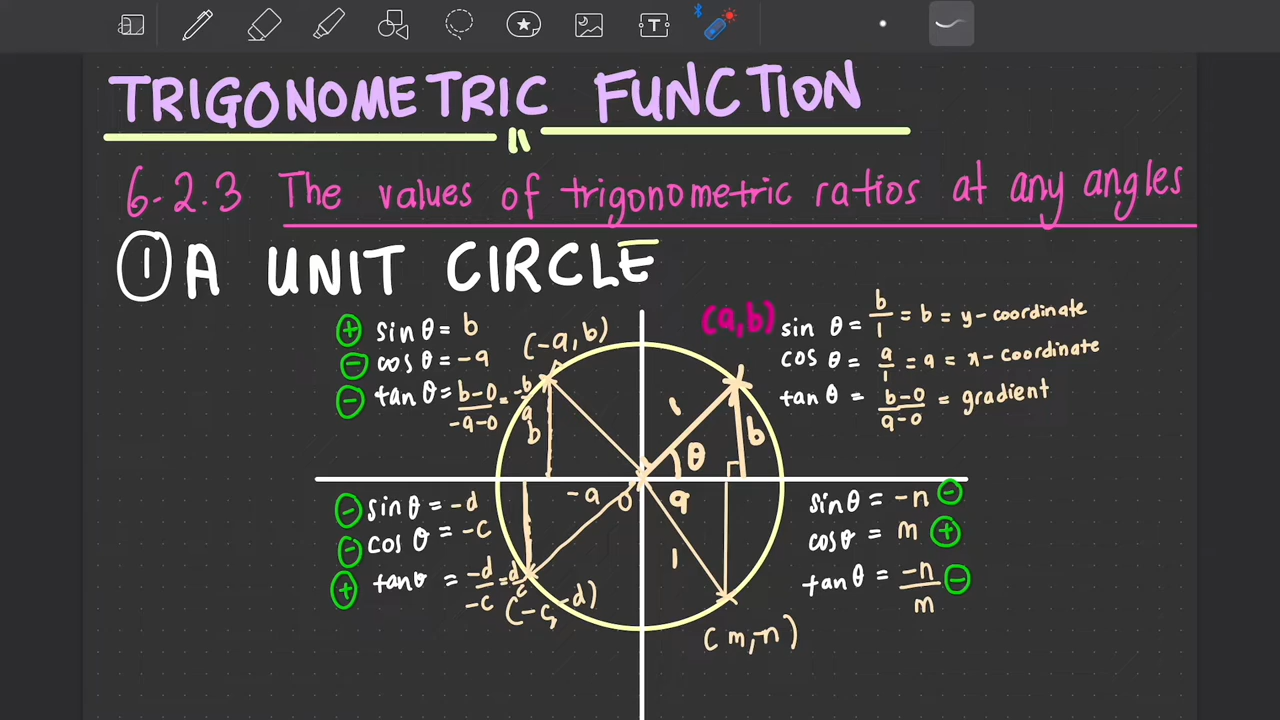 TRIGONOMETRIC FUNCTION
6.2.3 The values of trigonometric ratios at any angles
① A UNIT CIRCLE
⊕ sin θ = b
⊖ cos θ = -a
⊖ tan θ = b-0/-a-0 = -b/a
(-a, b)
(a,b)
sin θ = b/1 = b = y-coordinate
cos θ = a/1 = a = x-coordinate
tan θ = b-0/a-0 = gradient
1
b
b
θ
-a
0
a
⊖ sin θ = -d
⊖ cos θ = -c
⊕ tan θ = -d/-c = d/c
(-c, -d)
1
(m, -n)
sin θ = -n ⊖
cos θ = m ⊕
tan θ = -n/m ⊖